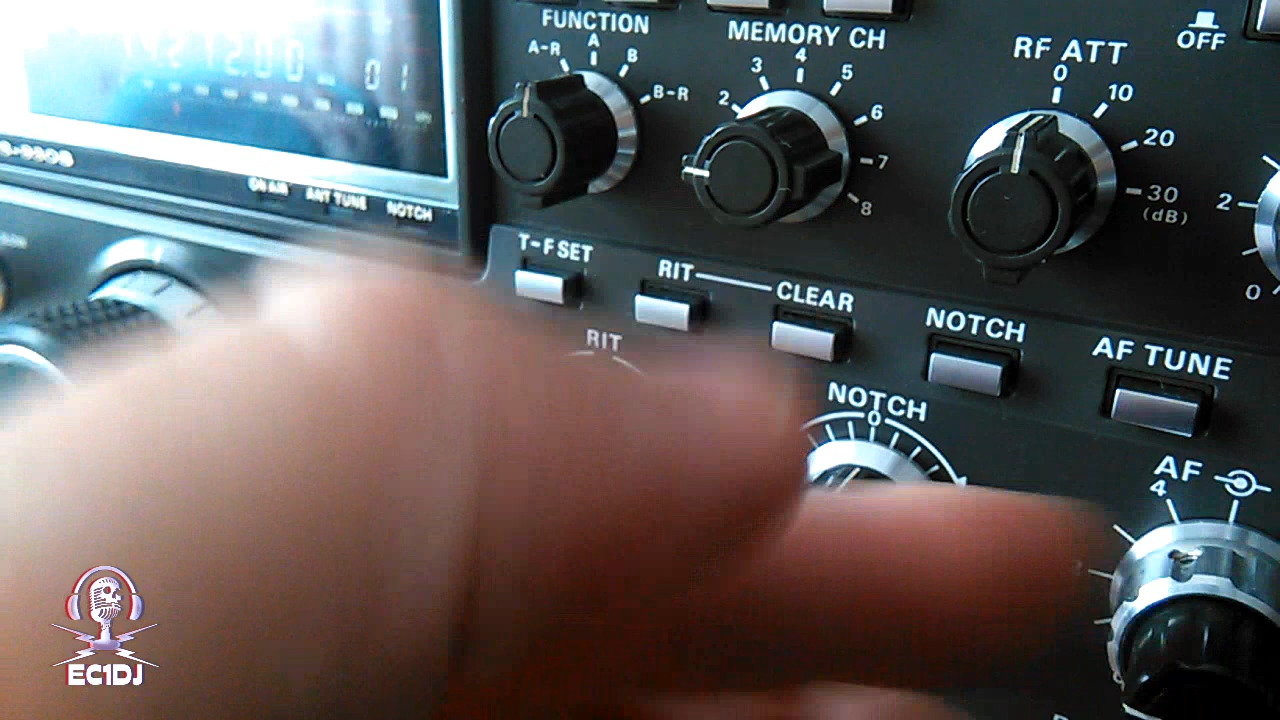 FUNCTION
A-R A B B-R
MEMORY CH
2 3 4 5 6 7 8
RF ATT
0 10 20 30
(dB)
OFF
2
0
01
ON AIR ANT TUNE NOTCH
T-F SET
RIT CLEAR
NOTCH
AF TUNE
RIT
NOTCH
0
AF
4
EC1DJ